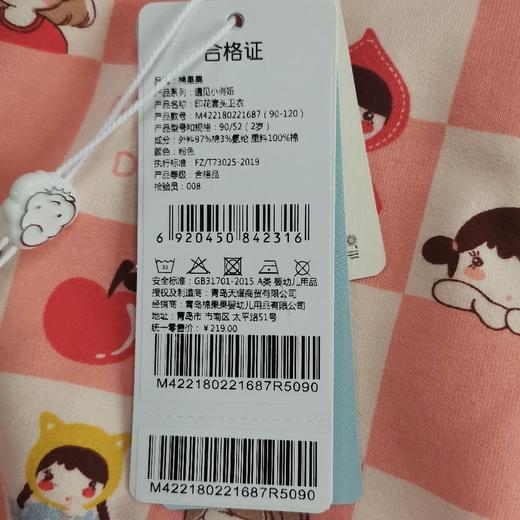 合格证
品牌：棉果果
产品系列：遇见小俏妞
产品名称：印花套头卫衣
产品货号：M422180221687 (90-120)
产品型号和规格：90/52 (2岁)
成分：外料97%棉3%氨纶 里料100%棉
颜色：粉色
执行标准：FZ/T73025-2019
产品等级：合格品
检验员：008
6 920450 842316
安全标准：GB31701-2015 A类 婴幼儿用品
授权及制造商：青岛天耀商贸有限公司
经销商：青岛棉果果婴幼儿用品有限公司
地址：青岛市 市南区 太平路51号
统一零售价：￥219.00
M422180221687R5090
M422180221687R5090